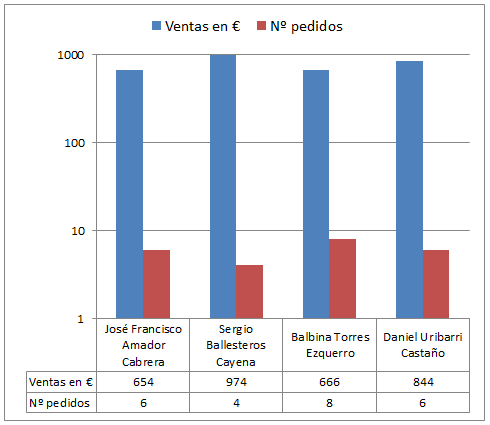 Ventas en € Nº pedidos
1000
100
10
1
José Francisco Amador Cabrera
Sergio Ballesteros Cayena
Balbina Torres Ezquerro
Daniel Uribarri Castaño
Ventas en € 654 974 666 844
Nº pedidos 6 4 8 6